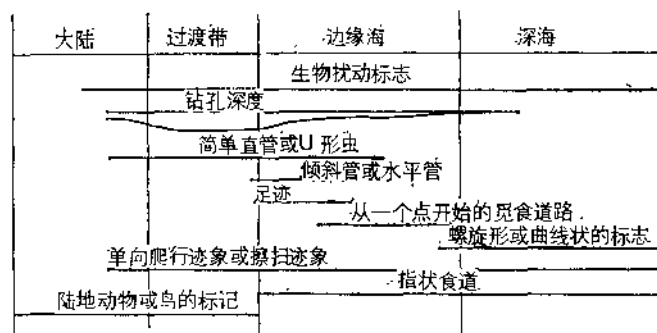 大陆 过渡带 边缘海 深海
生物扰动标志
钻孔深度
简单直管或U形虫
倾斜管或水平管
足迹
从一个点开始的觅食道路
螺旋形或曲线状的标志
单向爬行迹象或擦扫迹象
指状食道
陆地动物或鸟的标记